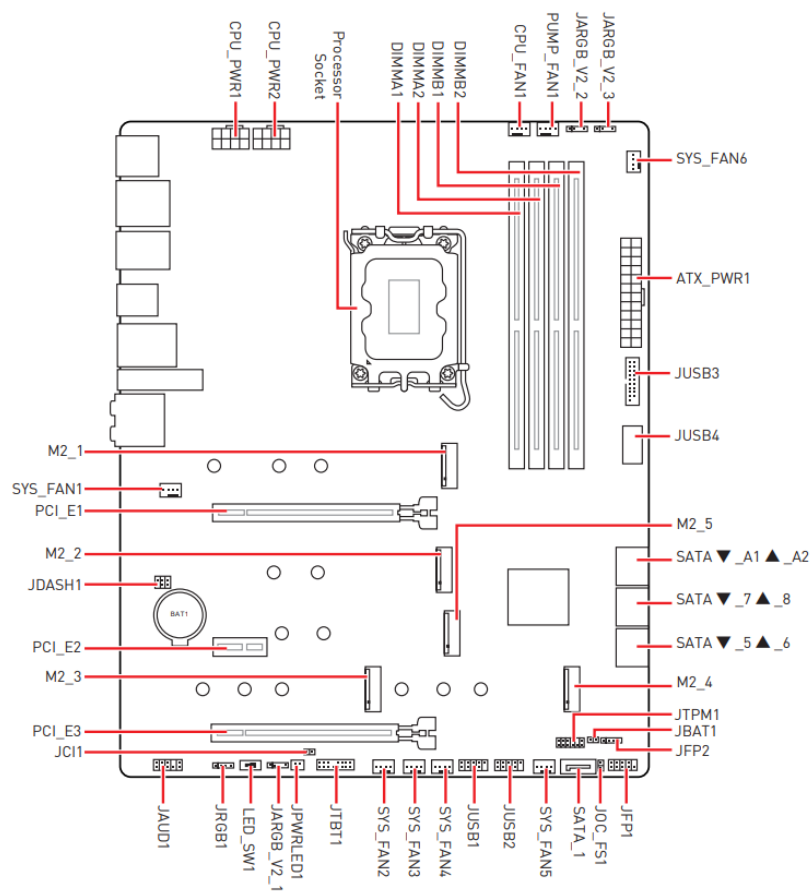 CPU_PWR1
CPU_PWR2
Processor
Socket
DIMMA1
DIMMA2
DIMMB1
DIMMB2
CPU_FAN1
PUMP_FAN1
JARGB_V2_2
JARGB_V2_3
SYS_FAN6
ATX_PWR1
JUSB3
JUSB4
M2_1
SYS_FAN1
PCI_E1
M2_5
M2_2
SATA ▼ _A1 ▲ _A2
JDASH1
SATA ▼ _7 ▲ _8
BAT1
PCI_E2
SATA ▼ _5 ▲ _6
M2_3
M2_4
JTPM1
PCI_E3
JBAT1
JCI1
JFP2
JAUD1
JRGB1
LED_SW1
JARGB_V2_1
JPWRLED1
JTBT1
SYS_FAN2
SYS_FAN3
SYS_FAN4
JUSB1
JUSB2
SYS_FAN5
SATA_1
JOC_FS1
JFP1